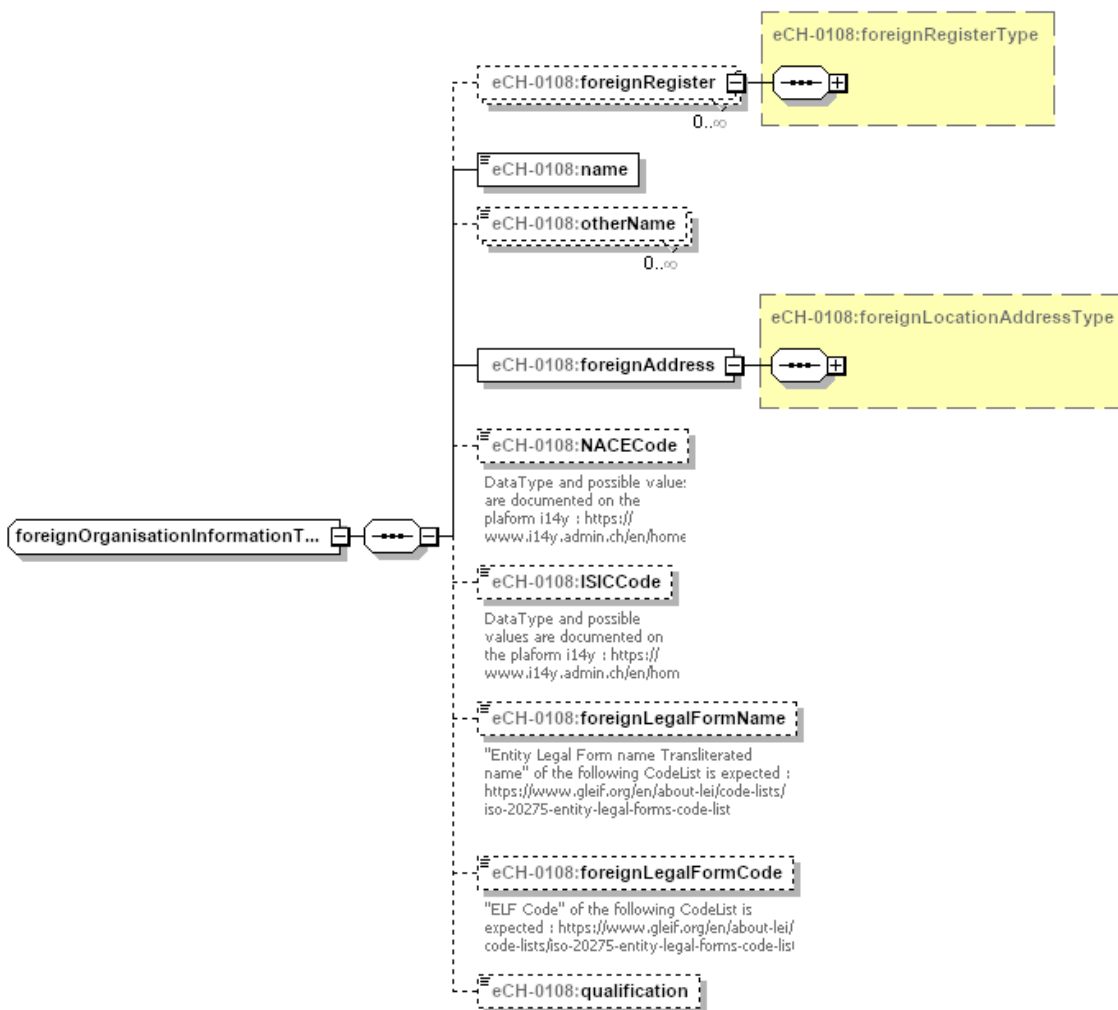 eCH-0108:foreignRegisterType
eCH-0108:foreignRegister
0..∞
eCH-0108:name
eCH-0108:otherName
0..∞
eCH-0108:foreignLocationAddressType
eCH-0108:foreignAddress
eCH-0108:NACECode
DataType and possible values
are documented on the
plaform i14y : https://
www.i14y.admin.ch/en/home
foreignOrganisationInformationT...
eCH-0108:ISICCode
DataType and possible
values are documented on
the plaform i14y : https://
www.i14y.admin.ch/en/hom
eCH-0108:foreignLegalFormName
"Entity Legal Form name Transliterated
name" of the following CodeList is expected :
https://www.gleif.org/en/about-lei/code-lists/
iso-20275-entity-legal-forms-code-list
eCH-0108:foreignLegalFormCode
"ELF Code" of the following CodeList is
expected : https://www.gleif.org/en/about-lei/
code-lists/iso-20275-entity-legal-forms-code-list
eCH-0108:qualification